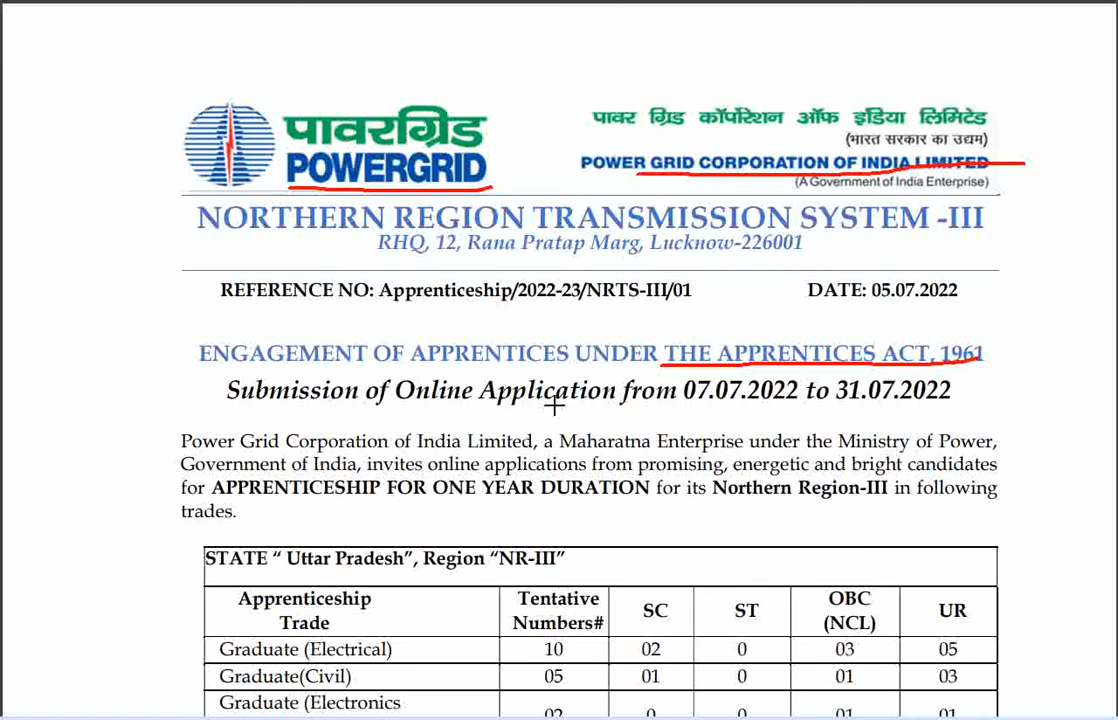 पावरग्रिड
POWERGRID
पावर ग्रिड कॉर्पोरेशन ऑफ इंडिया लिमिटेड
(भारत सरकार का उद्यम)
POWER GRID CORPORATION OF INDIA LIMITED
(A Government of India Enterprise)
NORTHERN REGION TRANSMISSION SYSTEM -III
RHQ, 12, Rana Pratap Marg, Lucknow-226001
REFERENCE NO: Apprenticeship/2022-23/NRTS-III/01 DATE: 05.07.2022
ENGAGEMENT OF APPRENTICES UNDER THE APPRENTICES ACT, 1961
Submission of Online Application from 07.07.2022 to 31.07.2022
Power Grid Corporation of India Limited, a Maharatna Enterprise under the Ministry of Power,
Government of India, invites online applications from promising, energetic and bright candidates
for APPRENTICESHIP FOR ONE YEAR DURATION for its Northern Region-III in following
trades.
STATE “ Uttar Pradesh”, Region “NR-III”
Apprenticeship Trade Tentative Numbers# SC ST OBC (NCL) UR
Graduate (Electrical) 10 02 0 03 05
Graduate(Civil) 05 01 0 01 03
Graduate (Electronics 02 0 0 01 01